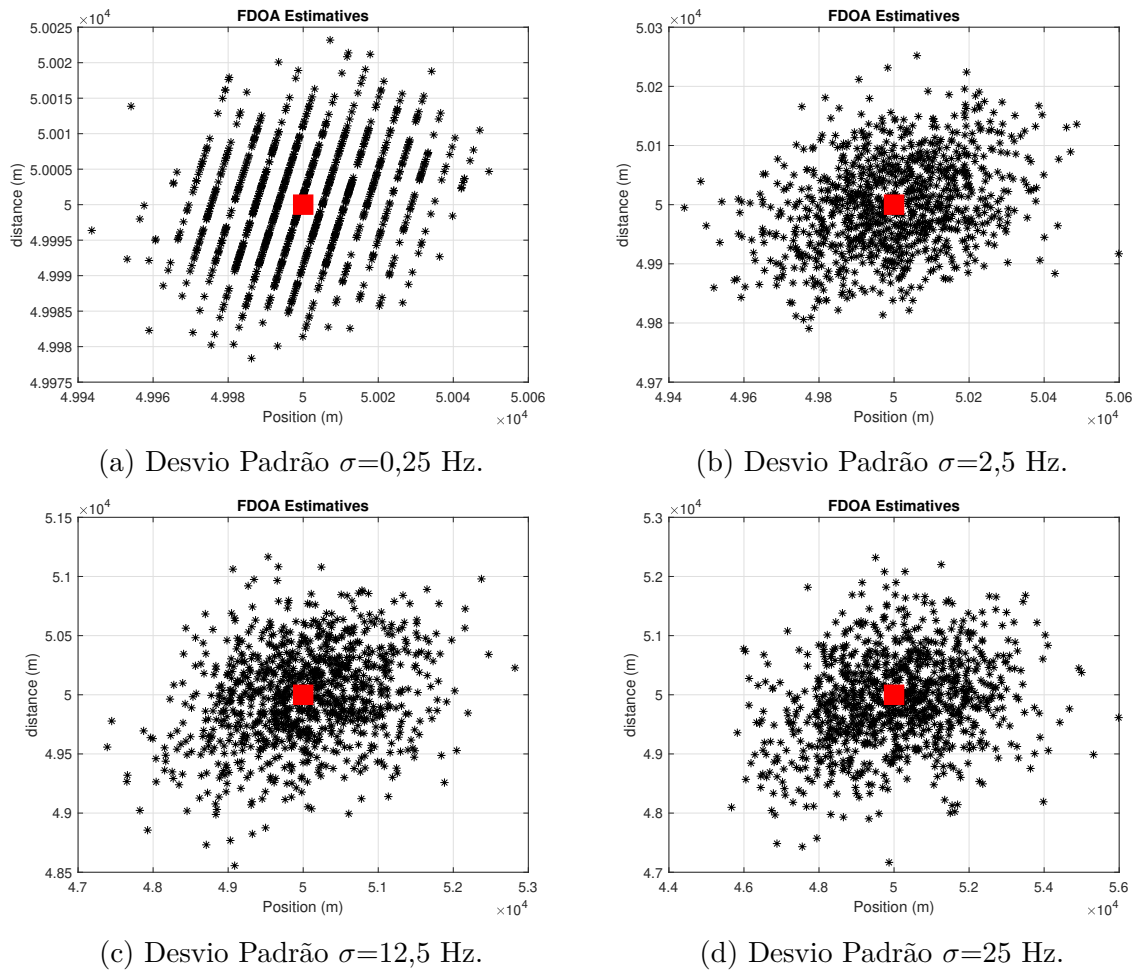 FDOA Estimatives
×10⁴
5.0025
5.002
5.0015
5.001
5.0005
5
4.9995
4.999
4.9985
4.998
4.9975
distance (m)
4.994 4.996 4.998 5 5.002 5.004 5.006
Position (m)
×10⁴
(a) Desvio Padrão σ=0,25 Hz.
FDOA Estimatives
×10⁴
5.03
5.02
5.01
5
4.99
4.98
4.97
distance (m)
4.94 4.96 4.98 5 5.02 5.04 5.06
Position (m)
×10⁴
(b) Desvio Padrão σ=2,5 Hz.
FDOA Estimatives
×10⁴
5.15
5.1
5.05
5
4.95
4.9
4.85
distance (m)
4.7 4.8 4.9 5 5.1 5.2 5.3
Position (m)
×10⁴
(c) Desvio Padrão σ=12,5 Hz.
FDOA Estimatives
×10⁴
5.3
5.2
5.1
5
4.9
4.8
4.7
distance (m)
4.4 4.6 4.8 5 5.2 5.4 5.6
Position (m)
×10⁴
(d) Desvio Padrão σ=25 Hz.